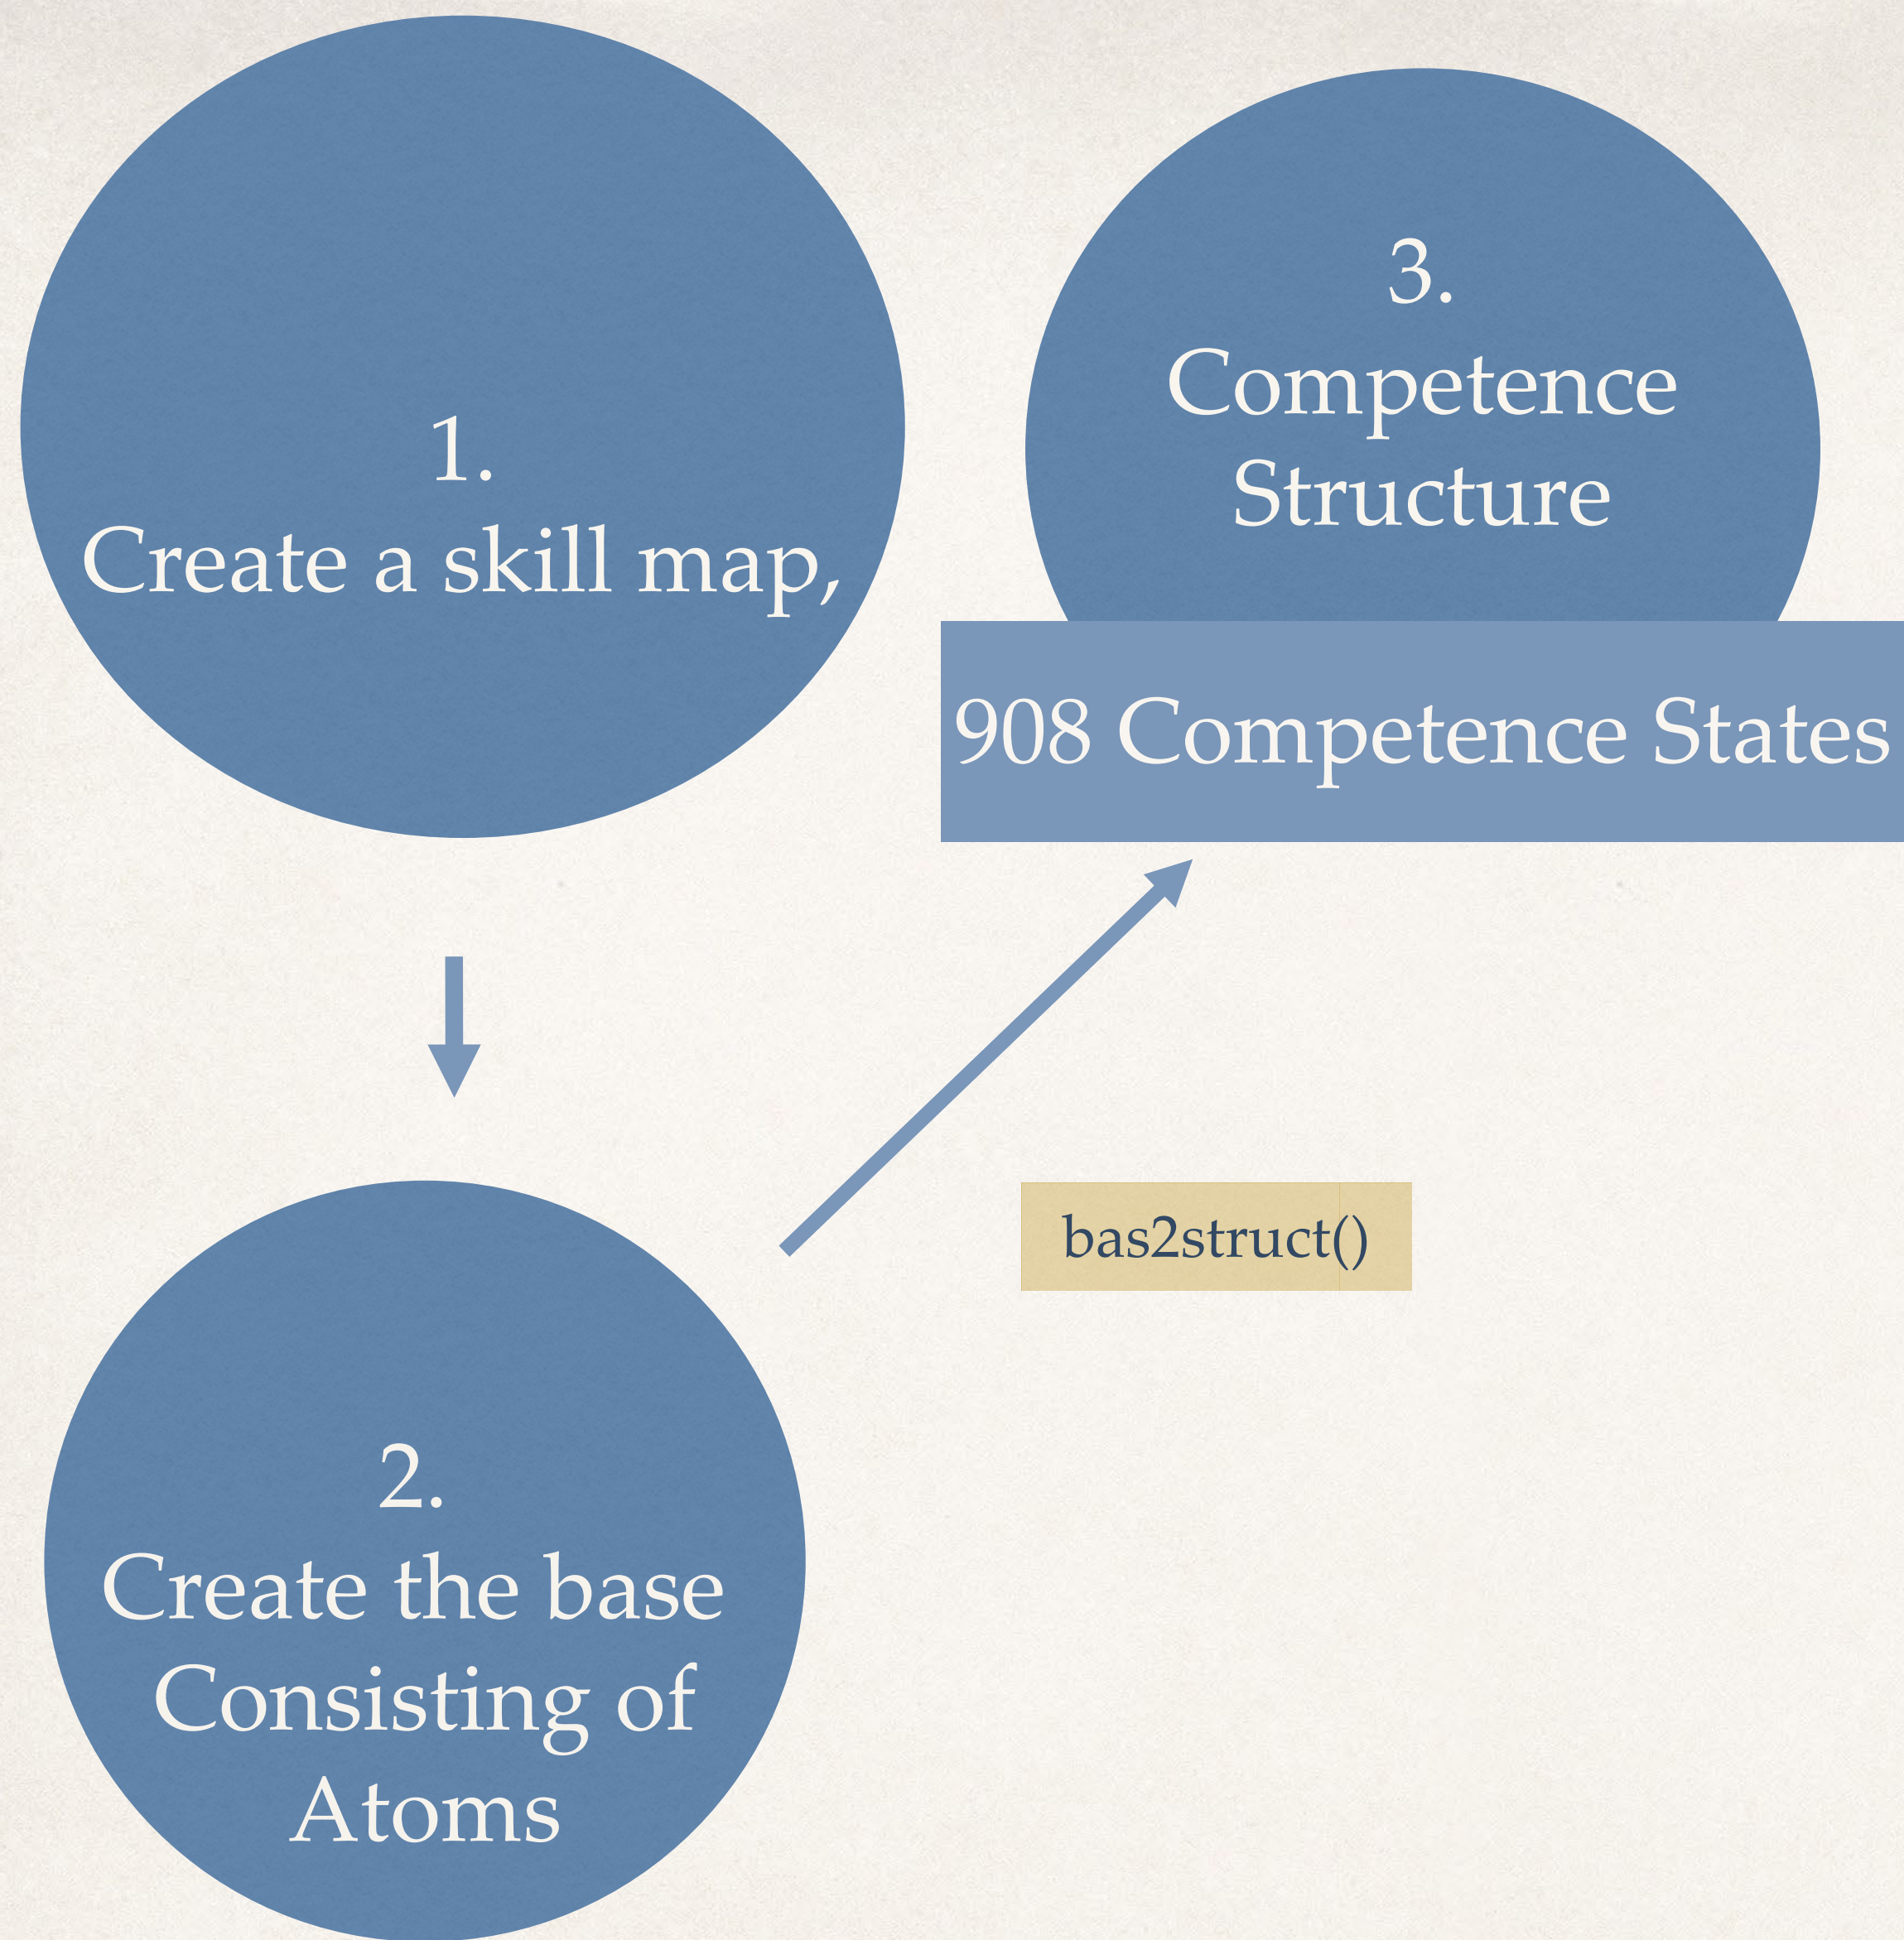 1.
Create a skill map,
2.
Create the base
Consisting of
Atoms
3.
Competence
Structure
908 Competence States
bas2struct()